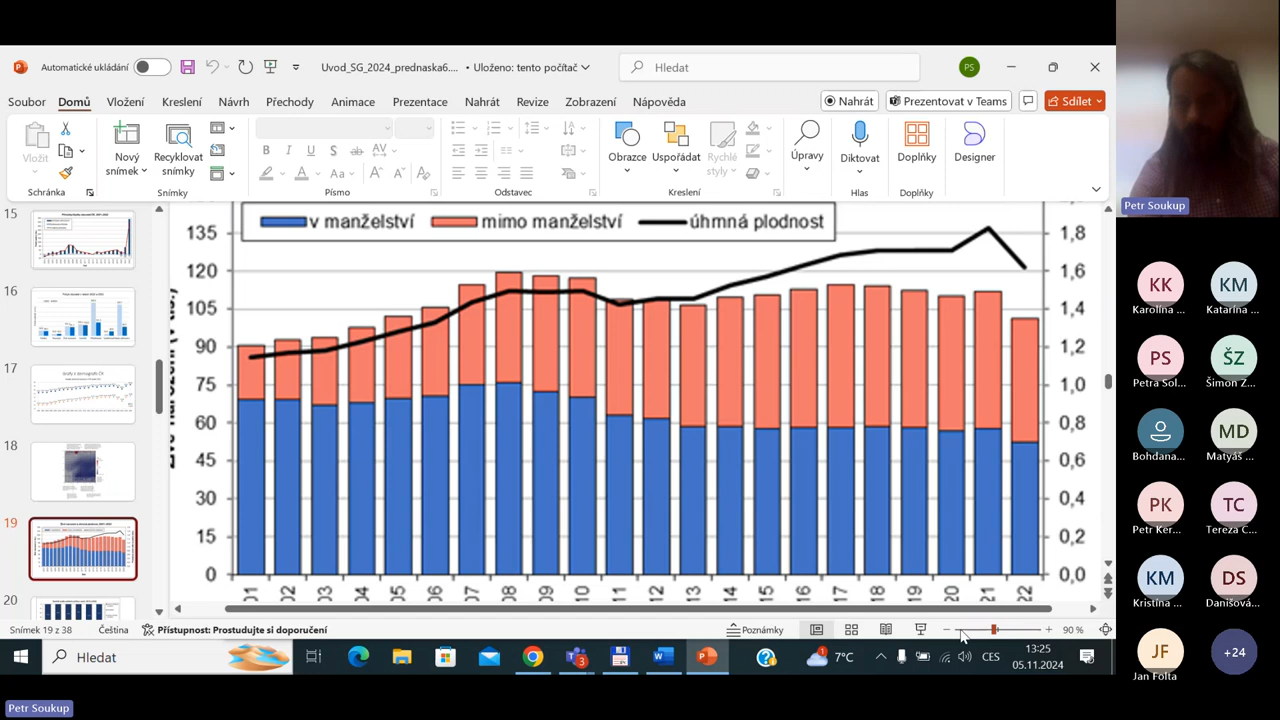 Automatické ukládání
Uvod_SG_2024_prednaska6.... • Uloženo: tento počítač
Hledat
PS
Soubor Domů Vložení Kreslení Návrh Přechody Animace Prezentace Nahrát Revize Zobrazení Nápověda
Nahrát
Prezentovat v Teams
Sdílet
Vložit
Nový snímek
Recyklovat snímky
Obrazce
Uspořádat
Rychlé styly
Úpravy
Diktovat
Doplňky
Designer
Schránka Snímky Písmo Odstavec Kreslení Hlas Doplňky
15
16
17
18
19
20
v manželství mimo manželství úhrnná plodnost
135 1,8
120 1,6
105 1,4
90 1,2
75 1,0
60 0,8
45 0,6
30 0,4
15 0,2
0 0,0
01 02 03 04 05 06 07 08 09 10 11 12 13 14 15 16 17 18 19 20 21 22
Snímek 19 z 38 Čeština Přístupnost: Prostudujte si doporučení
Poznámky
90 %
Hledat
3
7°C
CES
13:25
05.11.2024
Petr Soukup
KK
Karolína ...
KM
Katarína ...
PS
Petra Sol...
ŠZ
Šimon Z...
Bohdana...
MD
Matyáš ...
PK
Petr Ker...
TC
Tereza C...
KM
Kristína ...
DS
Danišová...
JF
Jan Folta
+24
Petr Soukup